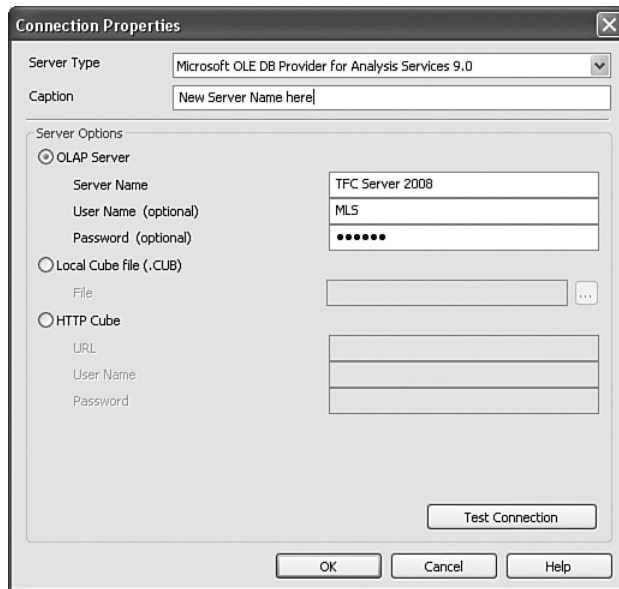 Connection Properties
Server Type Microsoft OLE DB Provider for Analysis Services 9.0
Caption New Server Name here
Server Options
OLAP Server
Server Name TFC Server 2008
User Name (optional) MLS
Password (optional) ●●●●●●
Local Cube file (.CUB)
File ...
HTTP Cube
URL
User Name
Password
Test Connection
OK Cancel Help